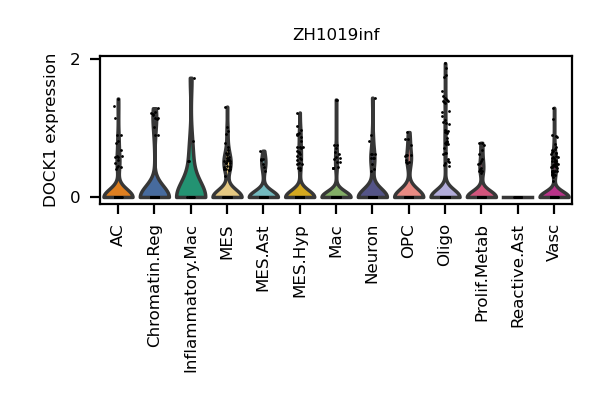 ZH1019inf
DOCK1 expression
2
0
AC
Chromatin.Reg
Inflammatory.Mac
MES
MES.Ast
MES.Hyp
Mac
Neuron
OPC
Oligo
Prolif.Metab
Reactive.Ast
Vasc